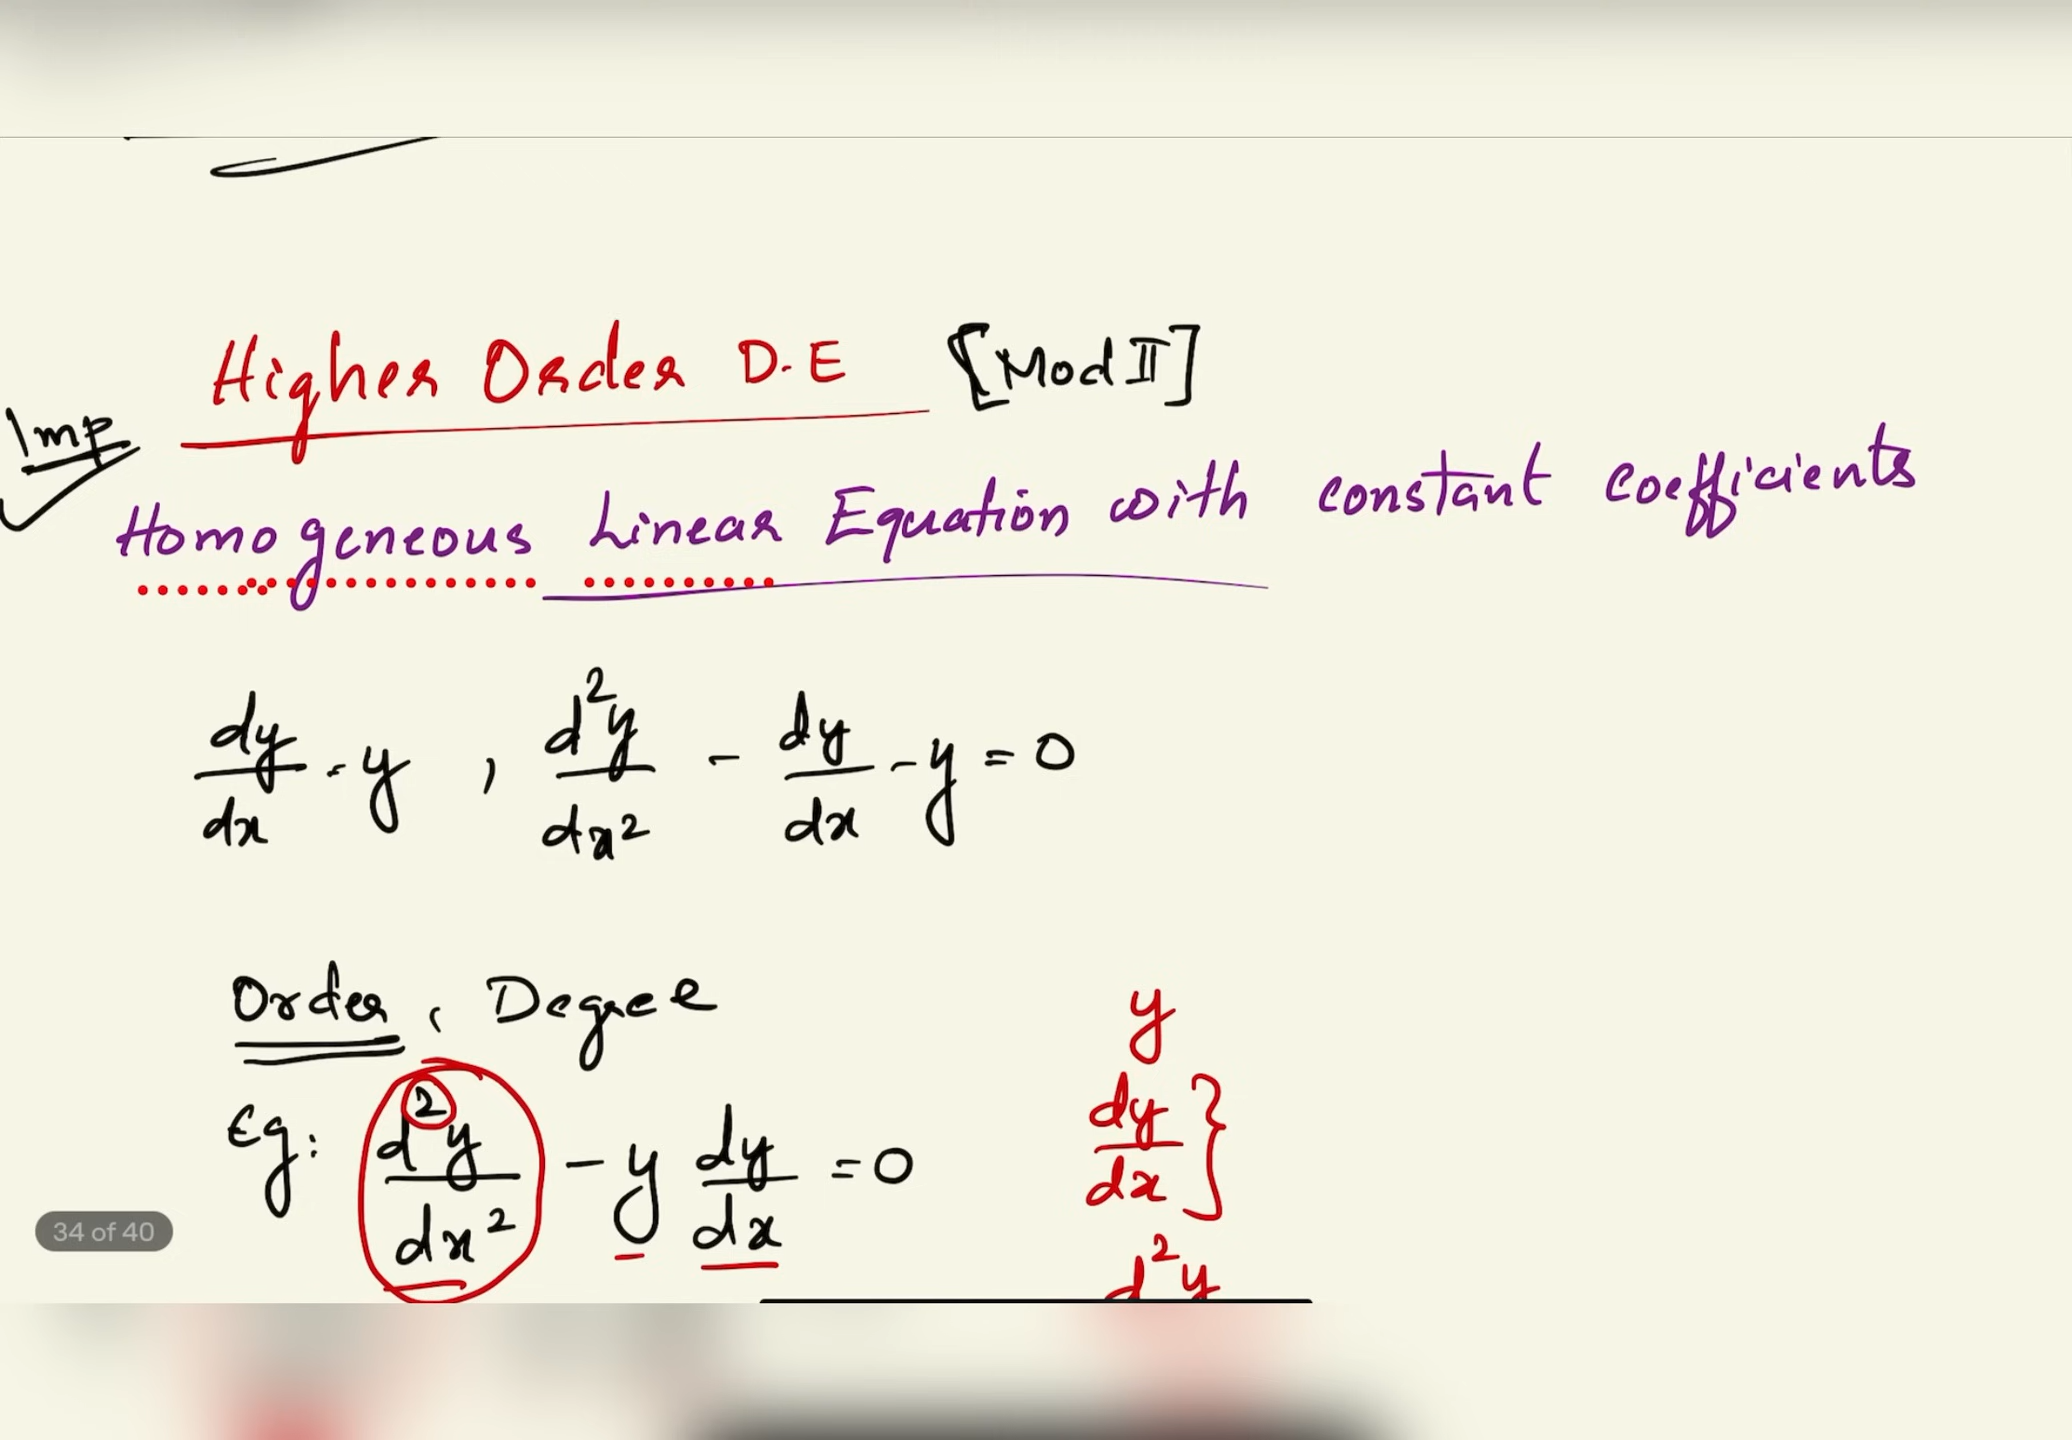 Higher Order D.E [Mod II]
Imp
Homogeneous Linear Equation with constant coefficients
dy/dx = y , d²y/dx² - dy/dx - y = 0
Order, Degree
y
Eg: d²y/dx² - y dy/dx = 0
dy/dx }
34 of 40
d²y